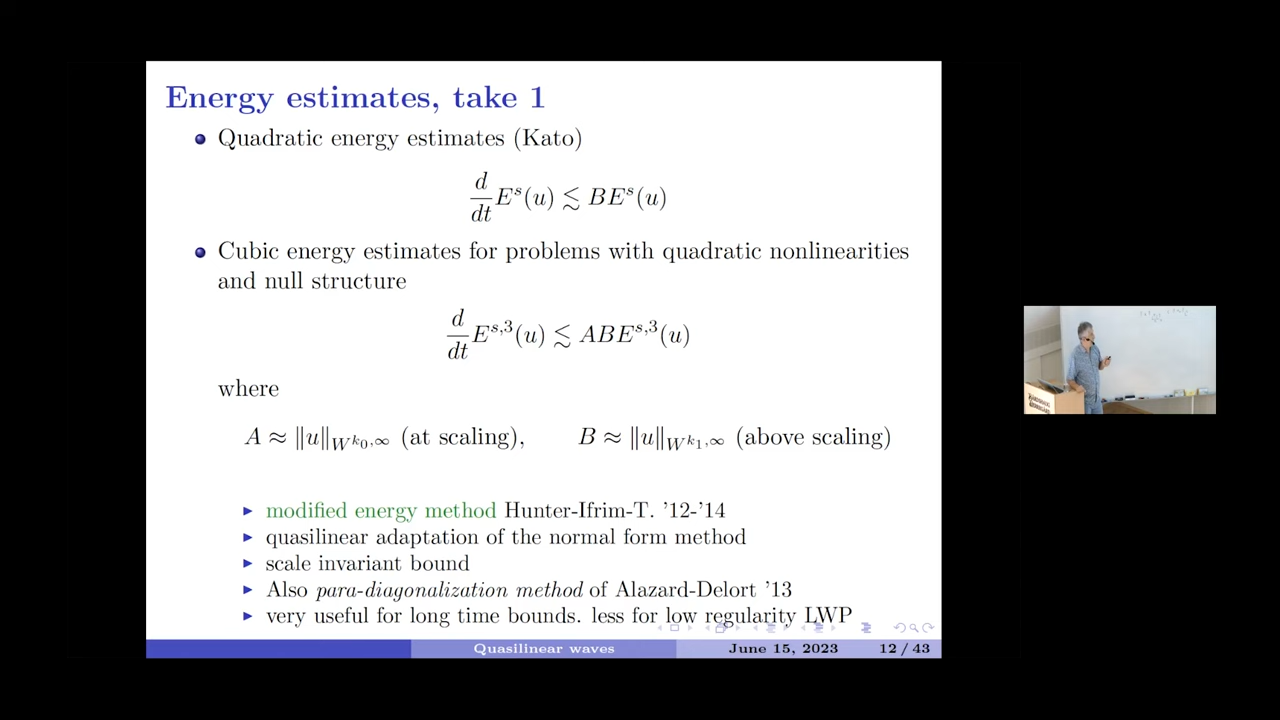 Energy estimates, take 1
Quadratic energy estimates (Kato)
d/dt E^s(u) ≲ BE^s(u)
Cubic energy estimates for problems with quadratic nonlinearities
and null structure
d/dt E^{s,3}(u) ≲ ABE^{s,3}(u)
where
A ≈ ‖u‖_{W^{k_0,∞}} (at scaling), B ≈ ‖u‖_{W^{k_1,∞}} (above scaling)
modified energy method Hunter-Ifrim-T. '12-'14
quasilinear adaptation of the normal form method
scale invariant bound
Also para-diagonalization method of Alazard-Delort '13
very useful for long time bounds. less for low regularity LWP
Quasilinear waves June 15, 2023 12 / 43